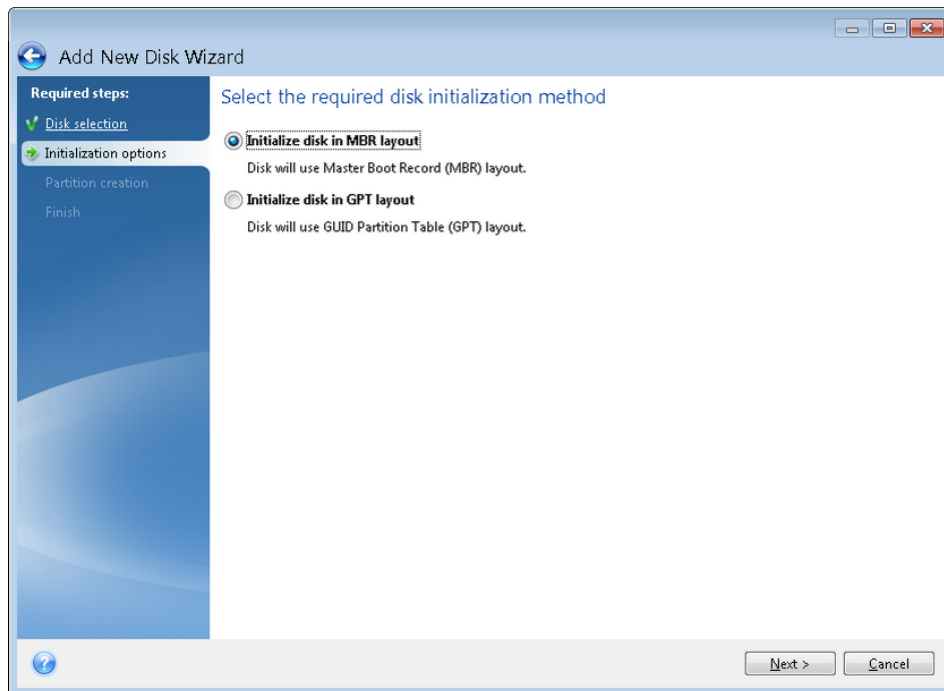 Add New Disk Wizard
Required steps:
Disk selection
Initialization options
Partition creation
Finish
Select the required disk initialization method
Initialize disk in MBR layout
Disk will use Master Boot Record (MBR) layout.
Initialize disk in GPT layout
Disk will use GUID Partition Table (GPT) layout.
?
Next >
Cancel